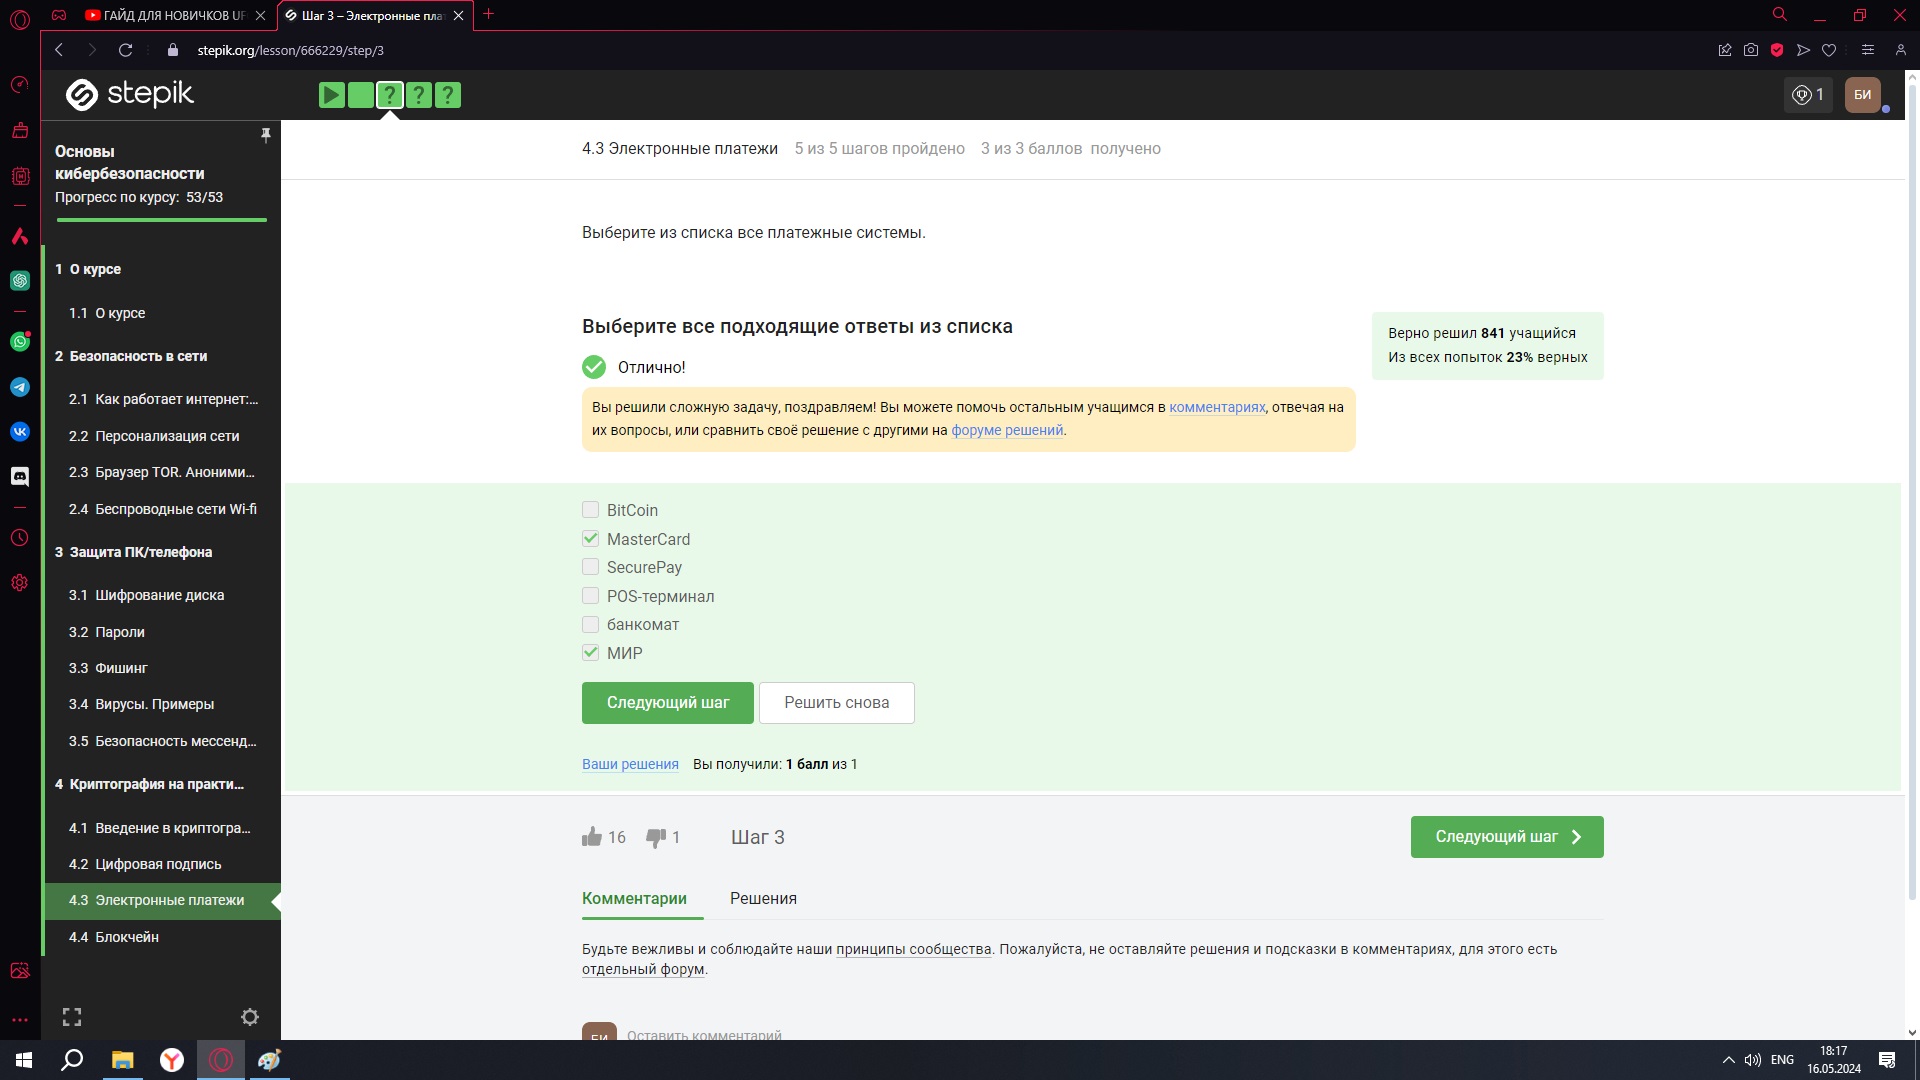 ГАЙД ДЛЯ НОВИЧКОВ UF
Шаг 3 – Электронные пла
stepik.org/lesson/666229/step/3
stepik
? ? ?
1
БИ
Основы
кибербезопасности
Прогресс по курсу: 53/53
1 О курсе
1.1 О курсе
2 Безопасность в сети
2.1 Как работает интернет:...
2.2 Персонализация сети
2.3 Браузер TOR. Аноними...
2.4 Беспроводные сети Wi-fi
3 Защита ПК/телефона
3.1 Шифрование диска
3.2 Пароли
3.3 Фишинг
3.4 Вирусы. Примеры
3.5 Безопасность мессенд...
4 Криптография на практи...
4.1 Введение в криптогра...
4.2 Цифровая подпись
4.3 Электронные платежи
4.4 Блокчейн
4.3 Электронные платежи 5 из 5 шагов пройдено 3 из 3 баллов получено
Выберите из списка все платежные системы.
Выберите все подходящие ответы из списка
Отлично!
Верно решил 841 учащийся
Из всех попыток 23% верных
Вы решили сложную задачу, поздравляем! Вы можете помочь остальным учащимся в комментариях, отвечая на
их вопросы, или сравнить своё решение с другими на форуме решений.
BitCoin
MasterCard
SecurePay
POS-терминал
банкомат
МИР
Следующий шаг Решить снова
Ваши решения Вы получили: 1 балл из 1
16 1 Шаг 3 Следующий шаг
Комментарии Решения
Будьте вежливы и соблюдайте наши принципы сообщества. Пожалуйста, не оставляйте решения и подсказки в комментариях, для этого есть
отдельный форум.
БИ Оставить комментарий
ENG
18:17
16.05.2024